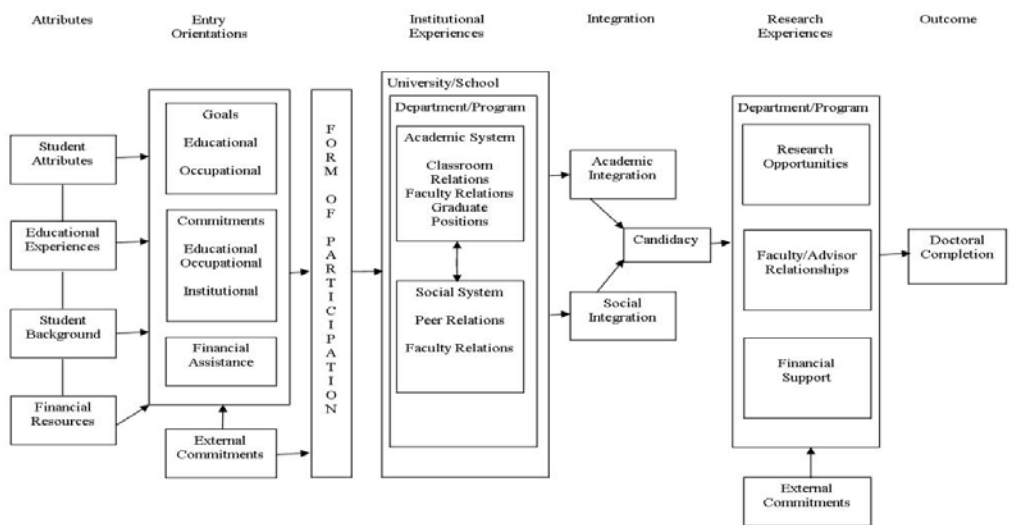 Attributes
Entry
Orientations
Institutional
Experiences
Integration
Research
Experiences
Outcome
Student
Attributes
Educational
Experiences
Student
Background
Financial
Resources
Goals
Educational
Occupational
Commitments
Educational
Occupational
Institutional
Financial
Assistance
External
Commitments
FORM OF PARTICIPATION
University/School
Department/Program
Academic System
Classroom
Relations
Faculty Relations
Graduate
Positions
Social System
Peer Relations
Faculty Relations
Academic
Integration
Candidacy
Social
Integration
Department/Program
Research
Opportunities
Faculty/Advisor
Relationships
Financial
Support
External
Commitments
Doctoral
Completion